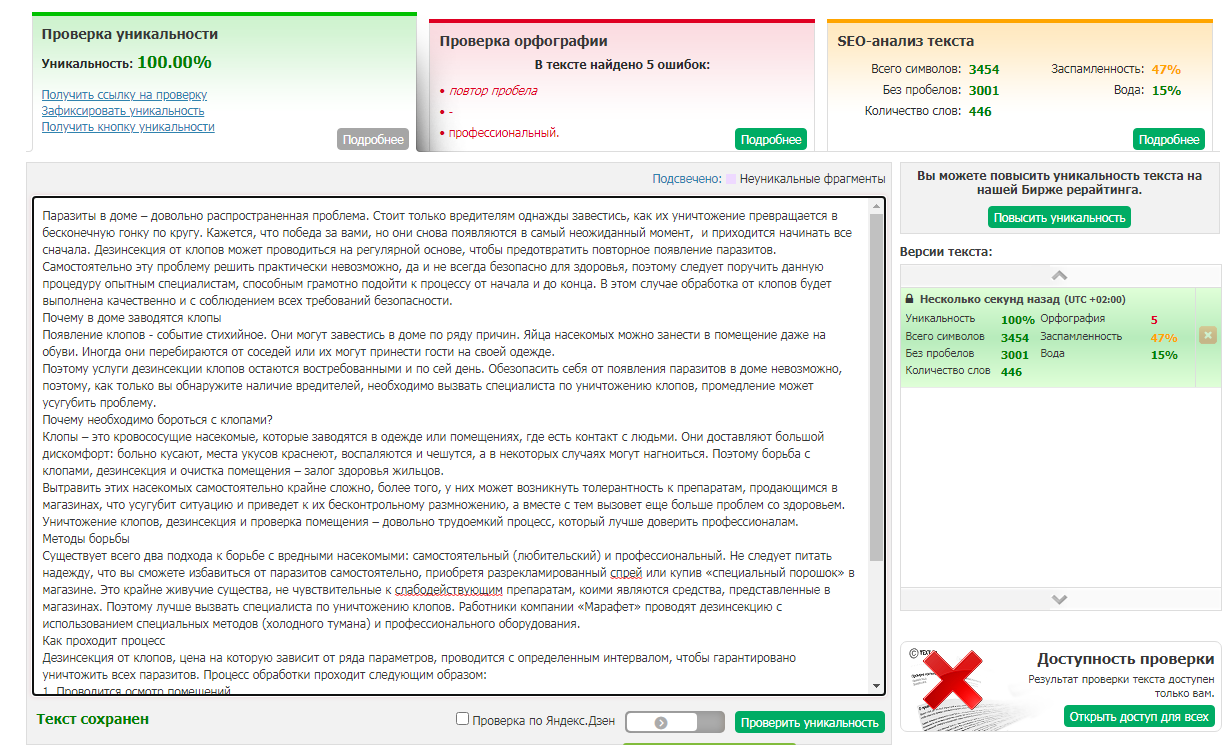 Проверка уникальности
Уникальность: 100.00%
Получить ссылку на проверку
Зафиксировать уникальность
Получить кнопку уникальности
Подробнее
Проверка орфографии
В тексте найдено 5 ошибок:
• повтор пробела
• -
• профессиональный.
Подробнее
SEO-анализ текста
Всего символов: 3454
Заспамленность: 47%
Без пробелов: 3001
Вода: 15%
Количество слов: 446
Подробнее
Подсвечено: Неуникальные фрагменты
Паразиты в доме – довольно распространенная проблема. Стоит только вредителям однажды завестись, как их уничтожение превращается в
бесконечную гонку по кругу. Кажется, что победа за вами, но они снова появляются в самый неожиданный момент,  и приходится начинать все
сначала. Дезинсекция от клопов может проводиться на регулярной основе, чтобы предотвратить повторное появление паразитов.
Самостоятельно эту проблему решить практически невозможно, да и не всегда безопасно для здоровья, поэтому следует поручить данную
процедуру опытным специалистам, способным грамотно подойти к процессу от начала и до конца. В этом случае обработка от клопов будет
выполнена качественно и с соблюдением всех требований безопасности.
Почему в доме заводятся клопы
Появление клопов - событие стихийное. Они могут завестись в доме по ряду причин. Яйца насекомых можно занести в помещение даже на
обуви. Иногда они перебираются от соседей или их могут принести гости на своей одежде.
Поэтому услуги дезинсекции клопов остаются востребованными и по сей день. Обезопасить себя от появления паразитов в доме невозможно,
поэтому, как только вы обнаружите наличие вредителей, необходимо вызвать специалиста по уничтожению клопов, промедление может
усугубить проблему.
Почему необходимо бороться с клопами?
Клопы – это кровососущие насекомые, которые заводятся в одежде или помещениях, где есть контакт с людьми. Они доставляют большой
дискомфорт: больно кусают, места укусов краснеют, воспаляются и чешутся, а в некоторых случаях могут нагноиться. Поэтому борьба с
клопами, дезинсекция и очистка помещения – залог здоровья жильцов.
Вытравить этих насекомых самостоятельно крайне сложно, более того, у них может возникнуть толерантность к препаратам, продающимся в
магазинах, что усугубит ситуацию и приведет к их бесконтрольному размножению, а вместе с тем вызовет еще больше проблем со здоровьем.
Уничтожение клопов, дезинсекция и проверка помещения – довольно трудоемкий процесс, который лучше доверить профессионалам.
Методы борьбы
Существует всего два подхода к борьбе с вредными насекомыми: самостоятельный (любительский) и профессиональный. Не следует питать
надежду, что вы сможете избавиться от паразитов самостоятельно, приобретя разрекламированный спрей или купив «специальный порошок» в
магазине. Это крайне живучие существа, не чувствительные к слабодействующим препаратам, коими являются средства, представленные в
магазинах. Поэтому лучше вызвать специалиста по уничтожению клопов. Работники компании «Марафет» проводят дезинсекцию с
использованием специальных методов (холодного тумана) и профессионального оборудования.
Как проходит процесс
Дезинсекция от клопов, цена на которую зависит от ряда параметров, проводится с определенным интервалом, чтобы гарантированно
уничтожить всех паразитов. Процесс обработки проходит следующим образом:
1. Проводится осмотр помещений
Текст сохранен
Проверка по Яндекс.Дзен
Проверить уникальность
Вы можете повысить уникальность текста на
нашей Бирже рерайтинга.
Повысить уникальность
Версии текста:
Несколько секунд назад (UTC +02:00)
Уникальность 100% Орфография 5
Всего символов 3454 Заспамленность 47%
Без пробелов 3001 Вода 15%
Количество слов 446
Доступность проверки
Результат проверки текста доступен
только вам.
Открыть доступ для всех